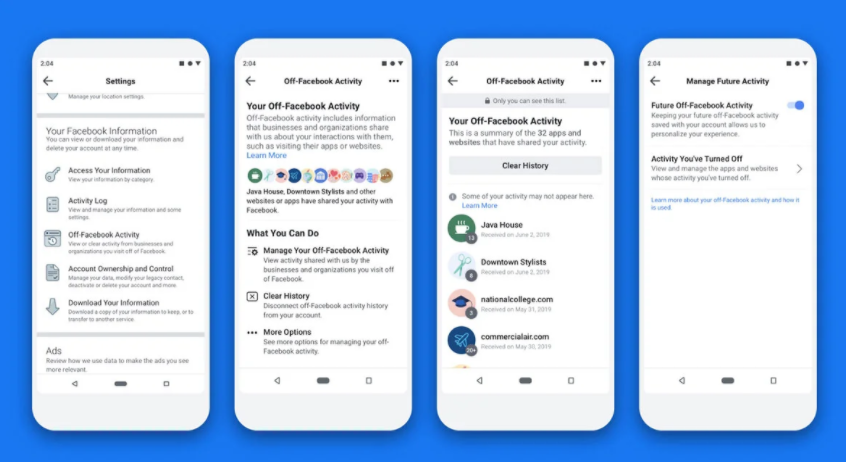 2:04
Settings
Manage your location settings.
Your Facebook Information
You can view or download your information and
delete your account at any time.
Access Your Information
View your information by category.
Activity Log
View and manage your information and some
settings.
Off-Facebook Activity
View or clear activity from businesses and
organizations you visit off of Facebook.
Account Ownership and Control
Manage your data, modify your legacy contact,
deactivate or delete your account and more.
Download Your Information
Download a copy of your information to keep, or to
transfer to another service.
Ads
Review how we use data to make the ads you see
more relevant.
2:04
Off-Facebook Activity
Your Off-Facebook Activity
Off-Facebook activity includes information
that businesses and organizations share
with us about your interactions with them,
such as visiting their apps or websites.
Learn More
Java House, Downtown Stylists and other
websites or apps have shared your activity with
Facebook.
What You Can Do
Manage Your Off-Facebook Activity
View activity shared with us by the
businesses and organizations you visit off
of Facebook.
Clear History
Disconnect off-Facebook activity history
from your account.
More Options
See more options for managing your off-
Facebook activity.
2:04
Off-Facebook Activity
Only you can see this list.
Your Off-Facebook Activity
This is a summary of the 32 apps and
websites that have shared your activity.
Clear History
Some of your activity may not appear here.
Learn More
Java House
Received on June 2, 2019
12
Downtown Stylists
Received on June 2, 2019
8
nationalcollege.com
Received on May 31, 2019
3
commercialair.com
Received on May 30, 2019
20+
2:04
Manage Future Activity
Future Off-Facebook Activity
Keeping your future off-Facebook activity
saved with your account allows us to
personalize your experience.
Activity You've Turned Off
View and manage the apps and websites
whose activity you've turned off.
Learn more about your off-Facebook activity and how it
is used